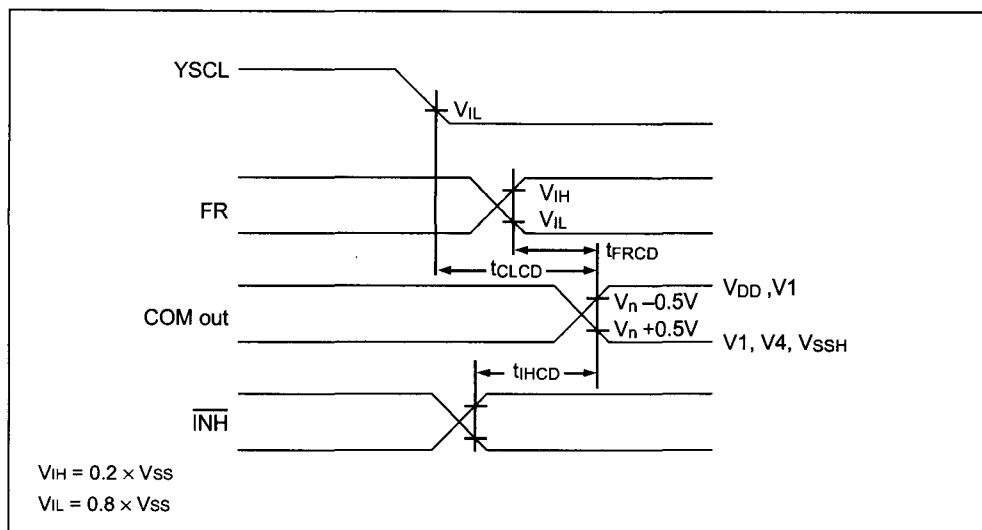 YSCL
VIL
FR
VIH
VIL
tFRCD
tCLCD
COM out
VDD ,V1
Vn –0.5V
Vn +0.5V
V1, V4, VSSH
tIHCD
INH
VIH = 0.2 × VSS
VIL = 0.8 × VSS